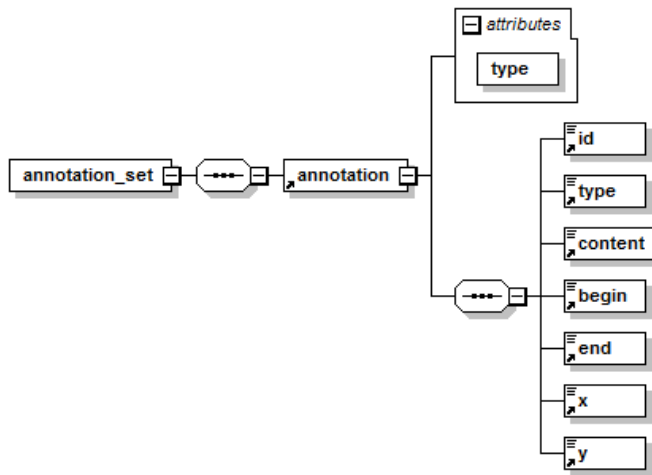 attributes
type
annotation_set
annotation
id
type
content
begin
end
x
y